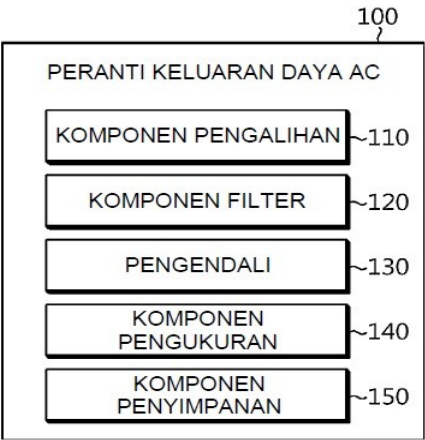 100
PERANTI KELUARAN DAYA AC
KOMPONEN PENGALIHAN 110
KOMPONEN FILTER 120
PENGENDALI 130
KOMPONEN
PENGUKURAN 140
KOMPONEN
PENYIMPANAN 150